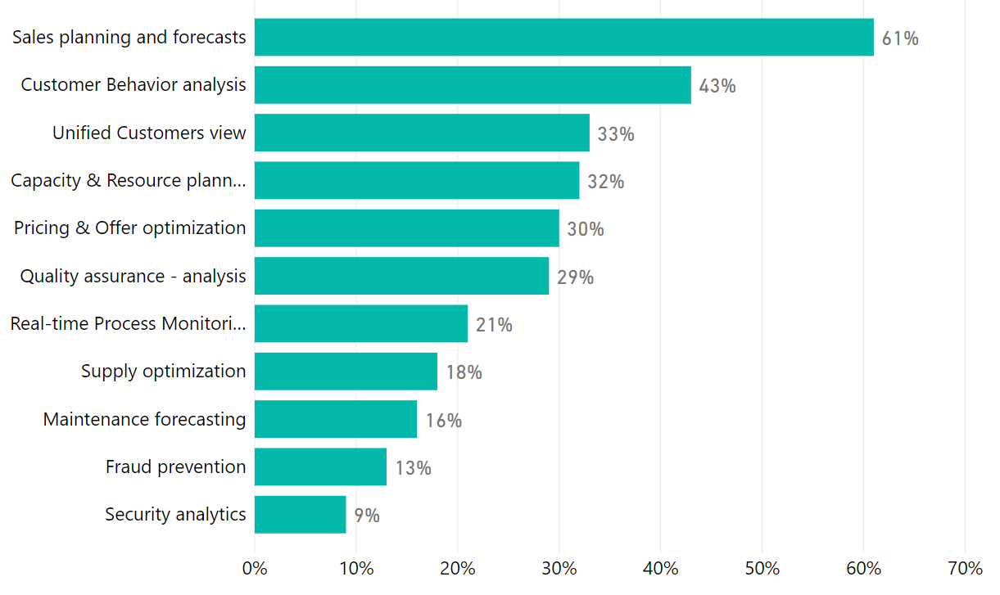 Sales planning and forecasts 61%
Customer Behavior analysis 43%
Unified Customers view 33%
Capacity & Resource plann... 32%
Pricing & Offer optimization 30%
Quality assurance - analysis 29%
Real-time Process Monitori... 21%
Supply optimization 18%
Maintenance forecasting 16%
Fraud prevention 13%
Security analytics 9%
0% 10% 20% 30% 40% 50% 60% 70%